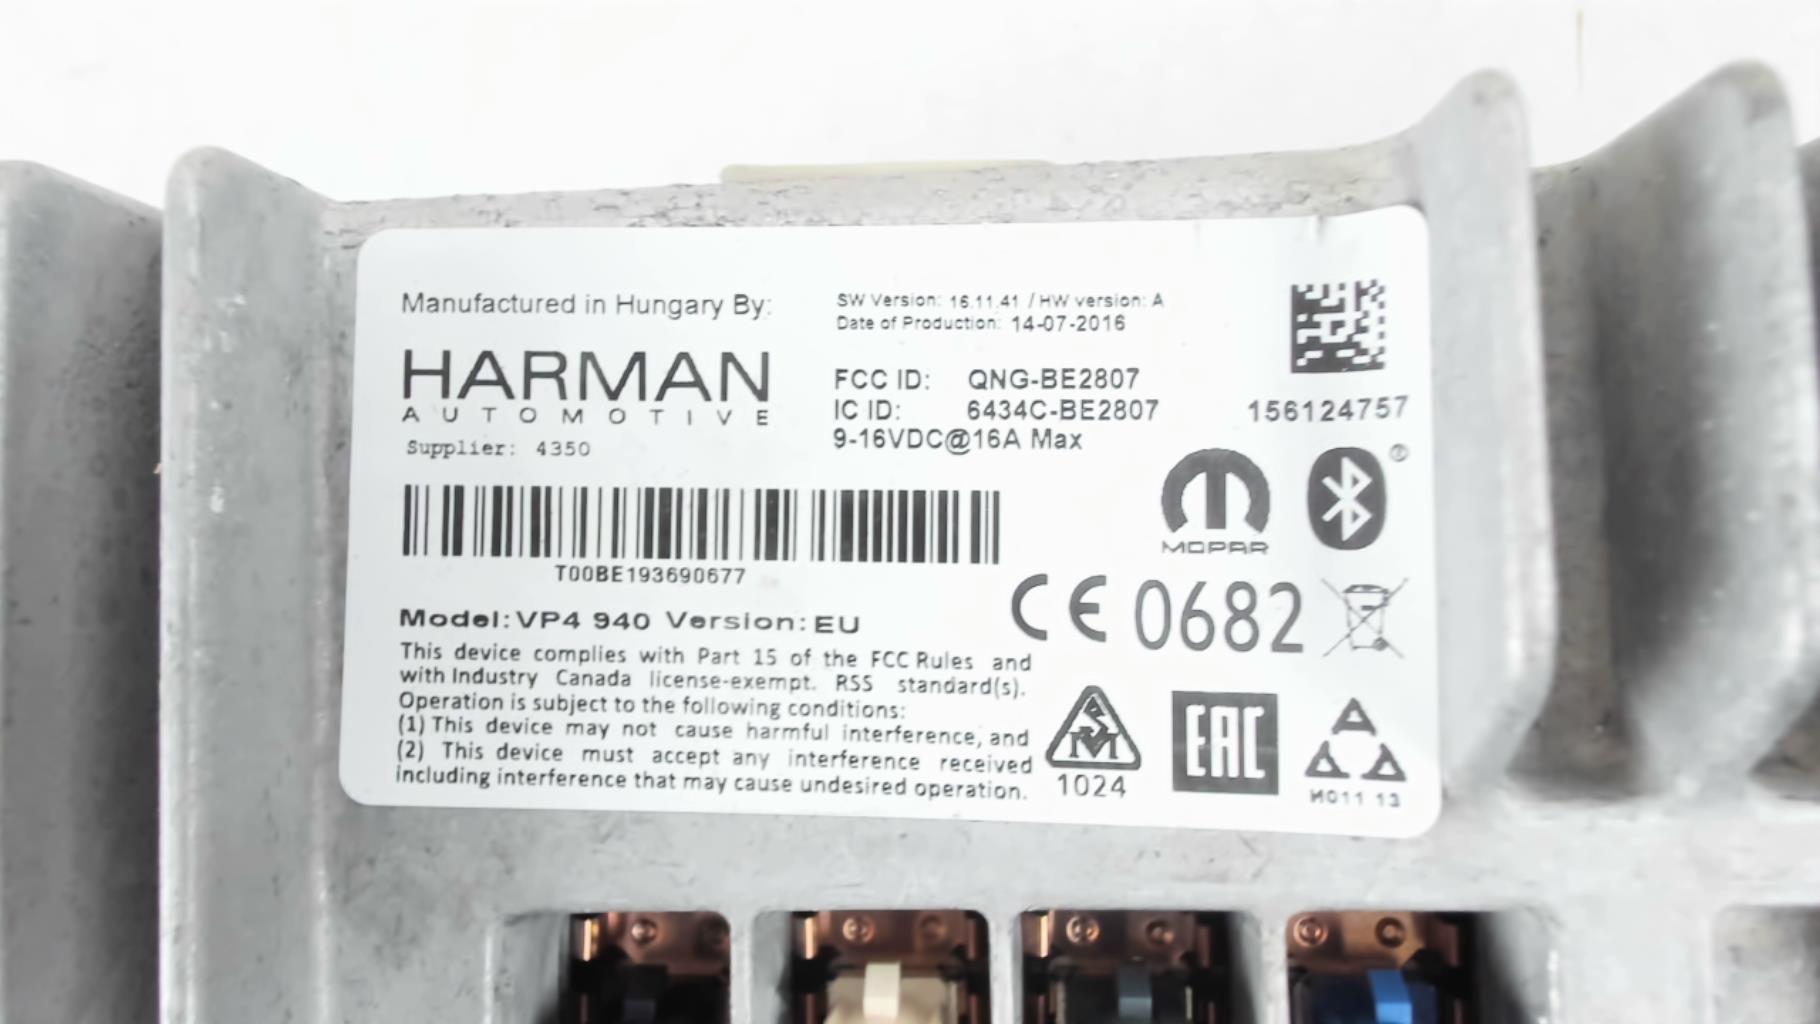 Manufactured in Hungary By:
HARMAN
AUTOMOTIVE
Supplier: 4350
SW Version: 16.11.41 / HW version: A
Date of Production: 14-07-2016
FCC ID: QNG-BE2807
IC ID: 6434C-BE2807
9-16VDC@16A Max
156124757
MOPAR
®
T00BE193690677
CE 0682
Model: VP4 940 Version: EU
This device complies with Part 15 of the FCC Rules and
with Industry Canada license-exempt. RSS standard(s).
Operation is subject to the following conditions:
(1) This device may not cause harmful interference, and
(2) This device must accept any interference received
including interference that may cause undesired operation.
1024
EAC
И011 13